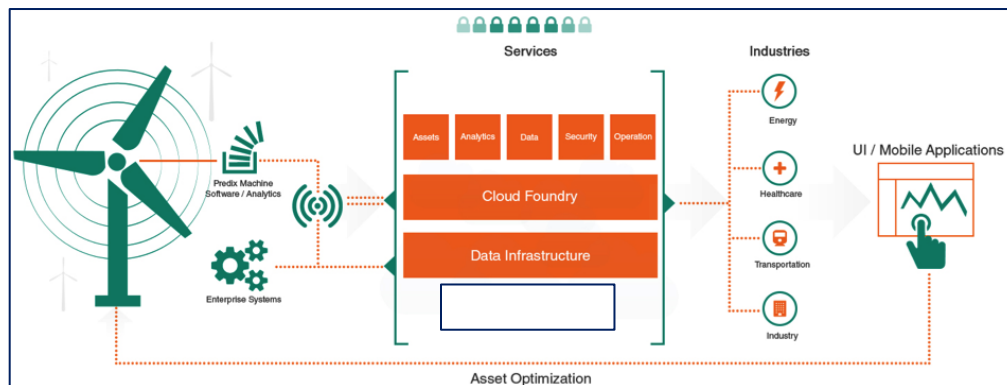 Services
Industries
Assets
Analytics
Data
Security
Operation
Energy
UI / Mobile Applications
Predix Machine
Software / Analytics
Cloud Foundry
Healthcare
Data Infrastructure
Transportation
Enterprise Systems
Industry
Asset Optimization